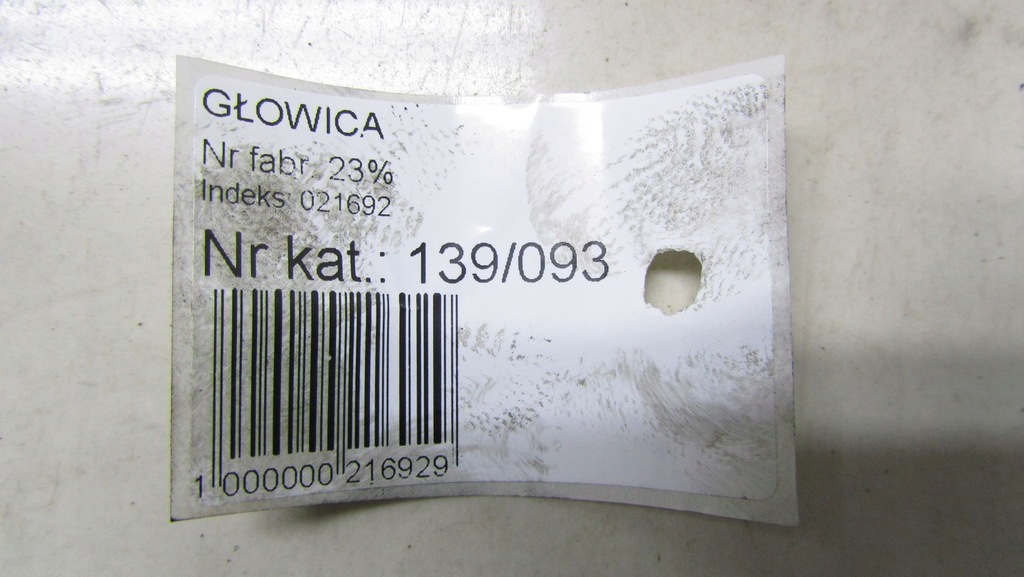 GŁOWICA
Nr fabr. 23%
Indeks: 021692
Nr kat.: 139/093
1 000000 216929